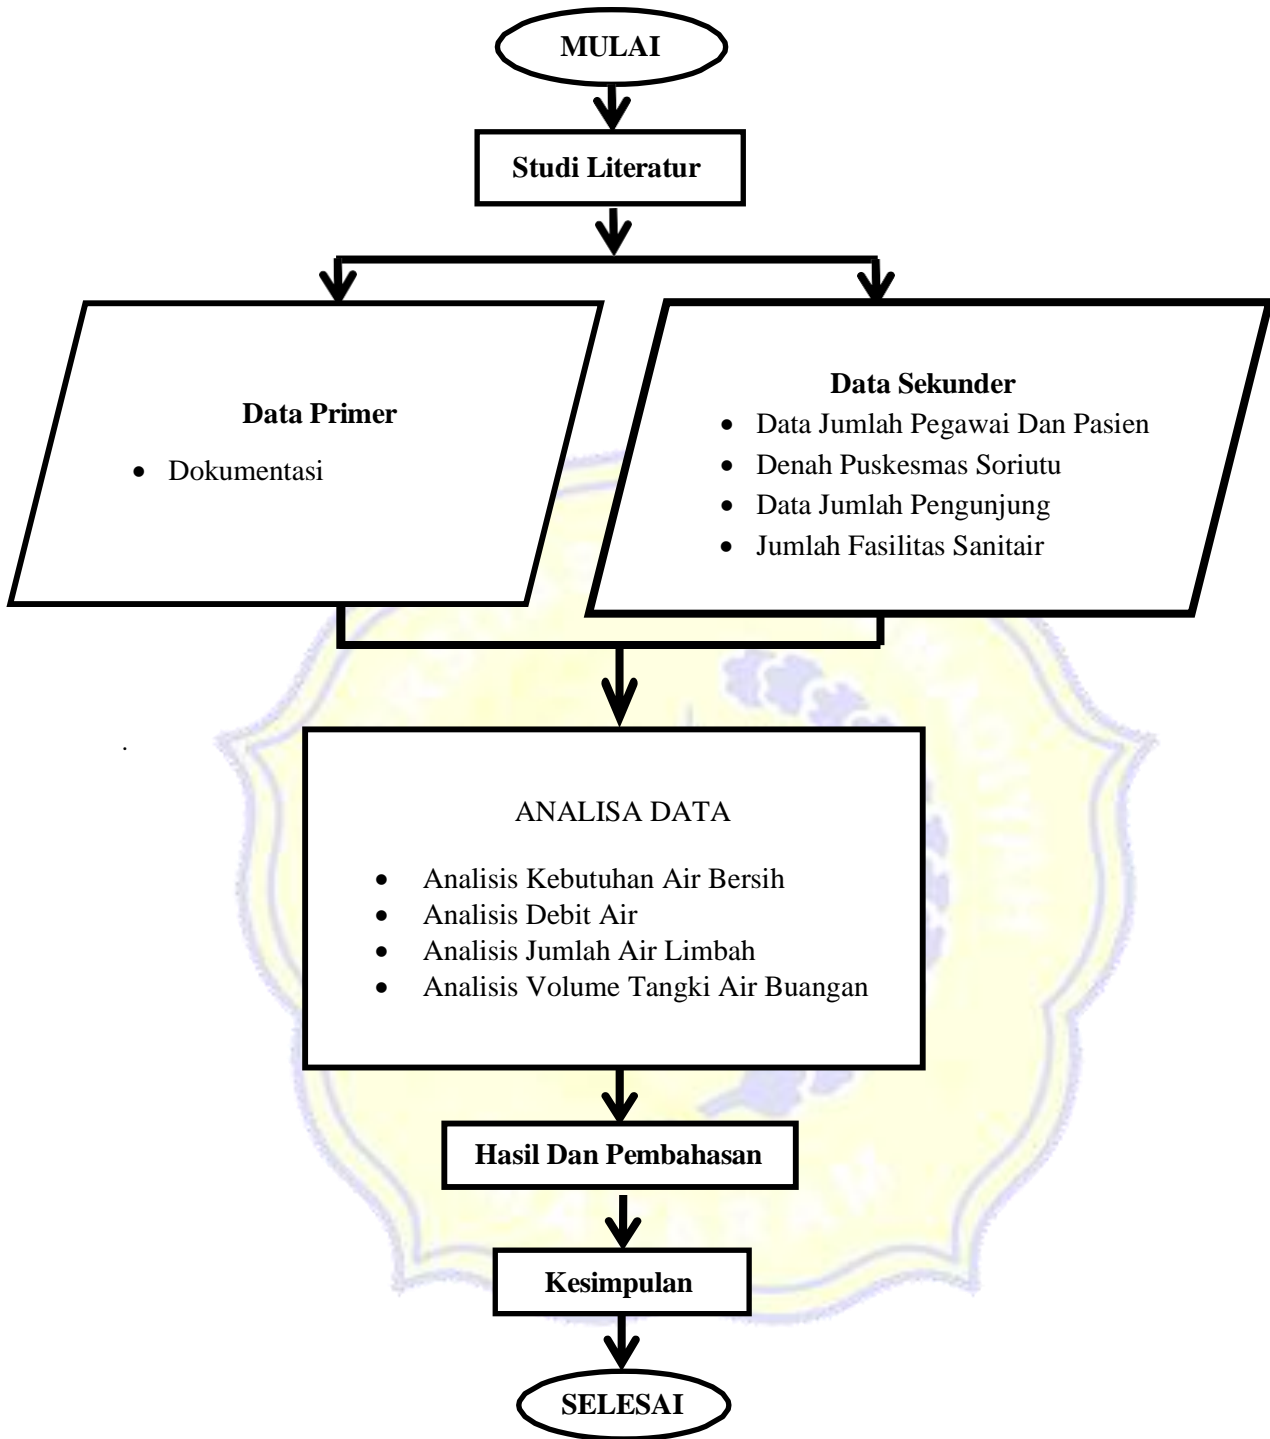 MULAI
Studi Literatur
Data Primer
• Dokumentasi
Data Sekunder
• Data Jumlah Pegawai Dan Pasien
• Denah Puskesmas Soriutu
• Data Jumlah Pengunjung
• Jumlah Fasilitas Sanitair
.
ANALISA DATA
• Analisis Kebutuhan Air Bersih
• Analisis Debit Air
• Analisis Jumlah Air Limbah
• Analisis Volume Tangki Air Buangan
Hasil Dan Pembahasan
Kesimpulan
SELESAI